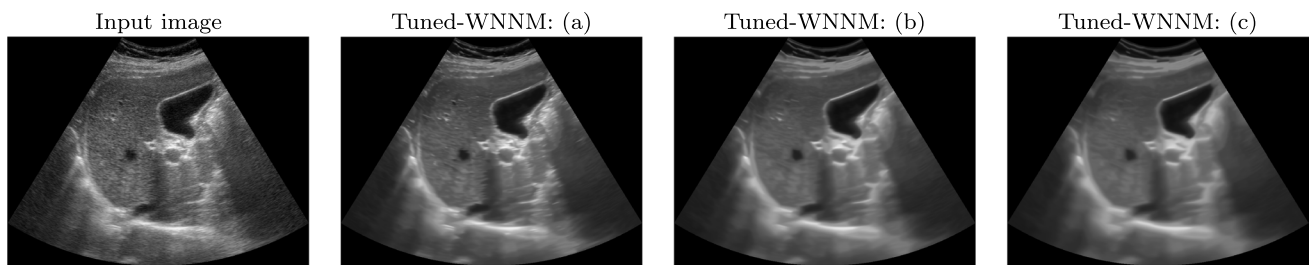 Input image
Tuned-WNNM: (a)
Tuned-WNNM: (b)
Tuned-WNNM: (c)